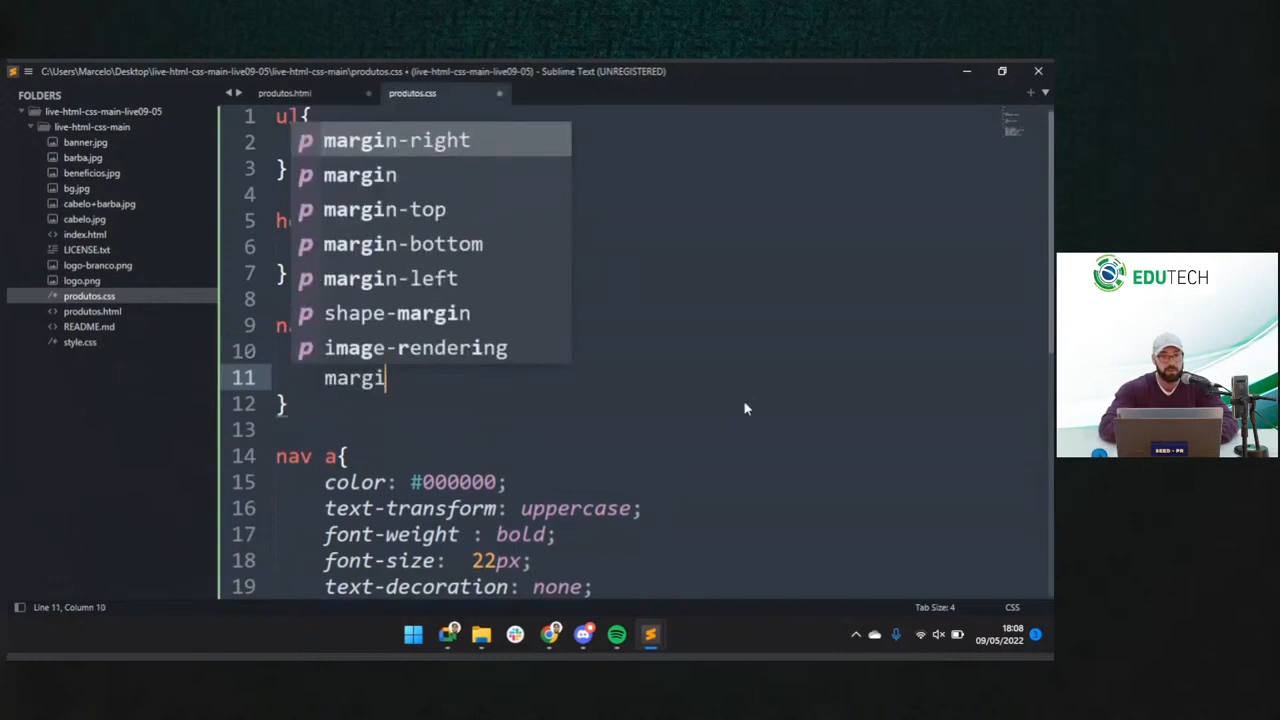 C:\Users\Marcelo\Desktop\live-html-css-main-live09-05\live-html-css-main\produtos.css • (live-html-css-main-live09-05) - Sublime Text (UNREGISTERED)
FOLDERS
live-html-css-main-live09-05
live-html-css-main
banner.jpg
barba.jpg
beneficios.jpg
bg.jpg
cabelo+barba.jpg
cabelo.jpg
index.html
LICENSE.txt
logo-branco.png
logo.png
produtos.css
produtos.html
README.md
style.css
produtos.html
produtos.css
1 ul{
2
3 }
4
5
6
7 }
8
9
10
11 margi
12 }
13
14 nav a{
15 color: #000000;
16 text-transform: uppercase;
17 font-weight : bold;
18 font-size: 22px;
19 text-decoration: none;
p margin-right
p margin
p margin-top
p margin-bottom
p margin-left
p shape-margin
p image-rendering
Line 11, Column 10
Tab Size: 4
CSS
18:08
09/05/2022
EDUTECH
SEED - PR